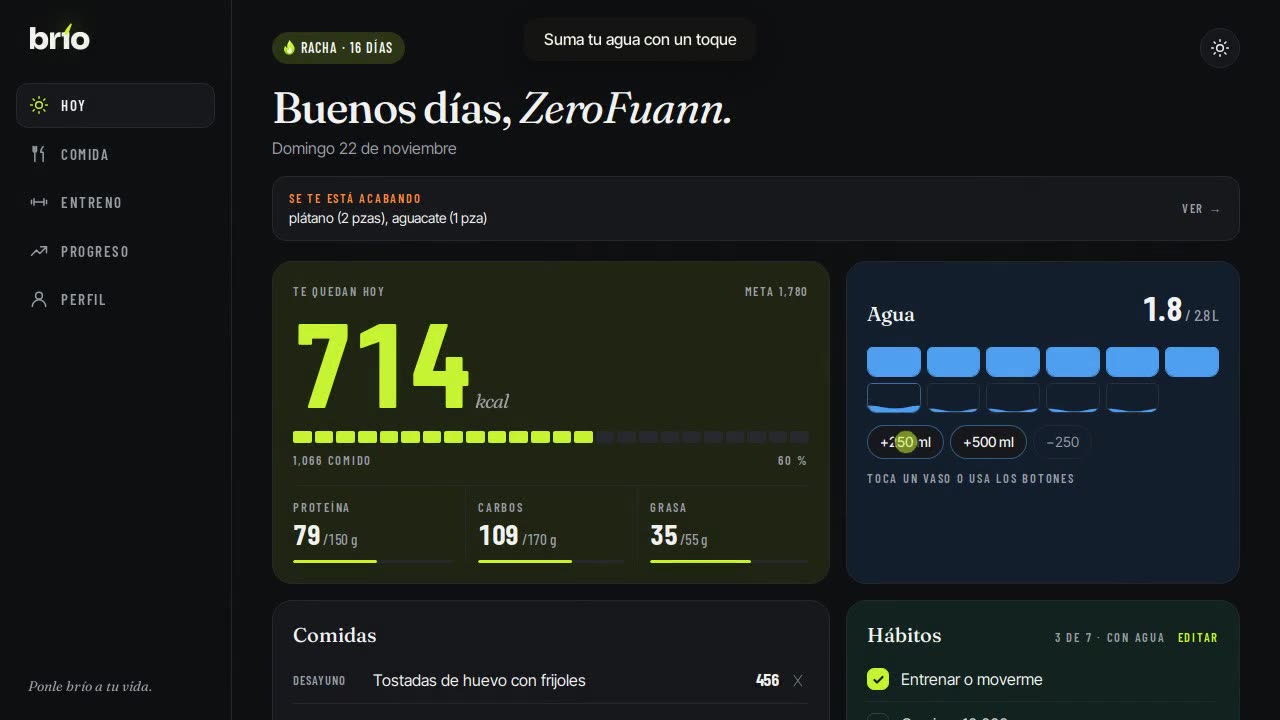 brío
RACHA · 16 DÍAS
Suma tu agua con un toque
HOY
COMIDA
ENTRENO
PROGRESO
PERFIL
Ponle brío a tu vida.
Buenos días, ZeroFuann.
Domingo 22 de noviembre
SE TE ESTÁ ACABANDO
plátano (2 pzas), aguacate (1 pza)
VER →
TE QUEDAN HOY
META 1,780
714 kcal
1,066 COMIDO
60 %
PROTEÍNA
79 /150 g
CARBOS
109 /170 g
GRASA
35 /55 g
Agua
1.8 / 2.8 L
+250 ml
+500 ml
−250
TOCA UN VASO O USA LOS BOTONES
Comidas
DESAYUNO
Tostadas de huevo con frijoles
456
X
Hábitos
3 DE 7 · CON AGUA
EDITAR
Entrenar o moverme